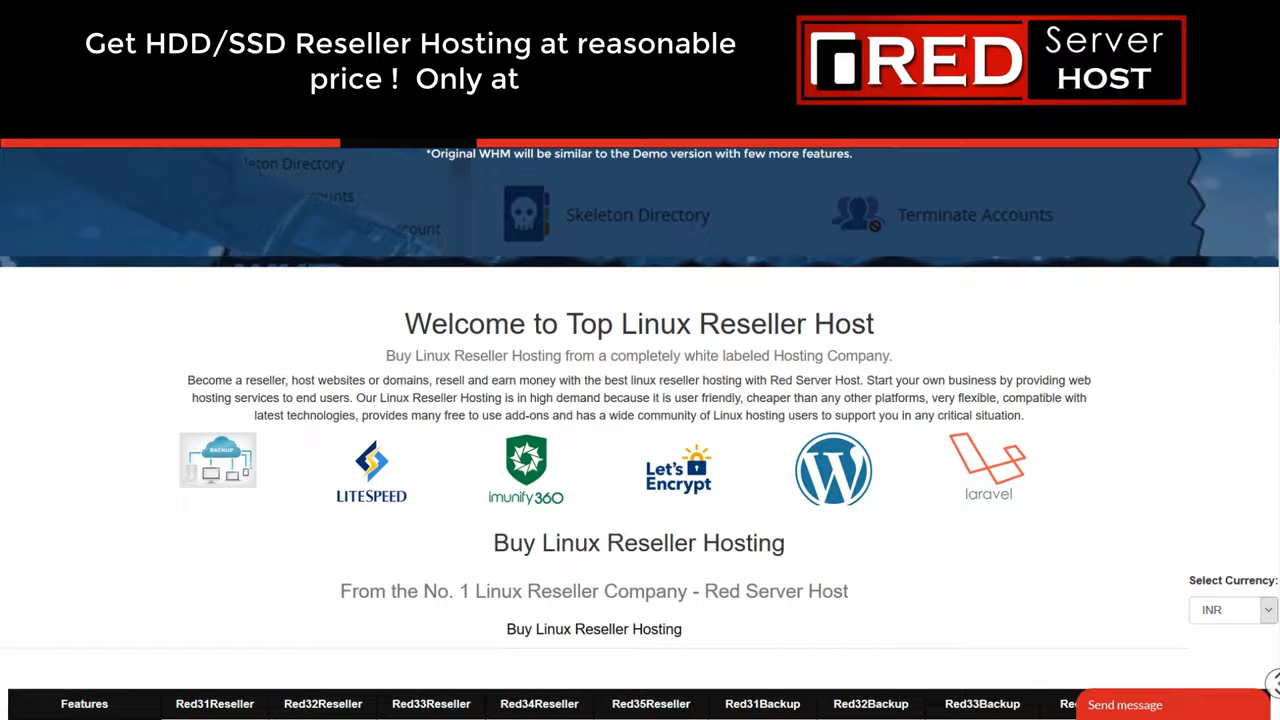 Get HDD/SSD Reseller Hosting at reasonable
price ! Only at
RED Server
HOST
*Original WHM will be similar to the Demo version with few more features.
Skeleton Directory
Terminate Accounts
Welcome to Top Linux Reseller Host
Buy Linux Reseller Hosting from a completely white labeled Hosting Company.
Become a reseller, host websites or domains, resell and earn money with the best linux reseller hosting with Red Server Host. Start your own business by providing web
hosting services to end users. Our Linux Reseller Hosting is in high demand because it is user friendly, cheaper than any other platforms, very flexible, compatible with
latest technologies, provides many free to use add-ons and has a wide community of Linux hosting users to support you in any critical situation.
BACKUP
LITESPEED
imunify360
Let's
Encrypt
laravel
Buy Linux Reseller Hosting
From the No. 1 Linux Reseller Company - Red Server Host
Buy Linux Reseller Hosting
Select Currency:
INR
Features Red31Reseller Red32Reseller Red33Reseller Red34Reseller Red35Reseller Red31Backup Red32Backup Red33Backup
Send message